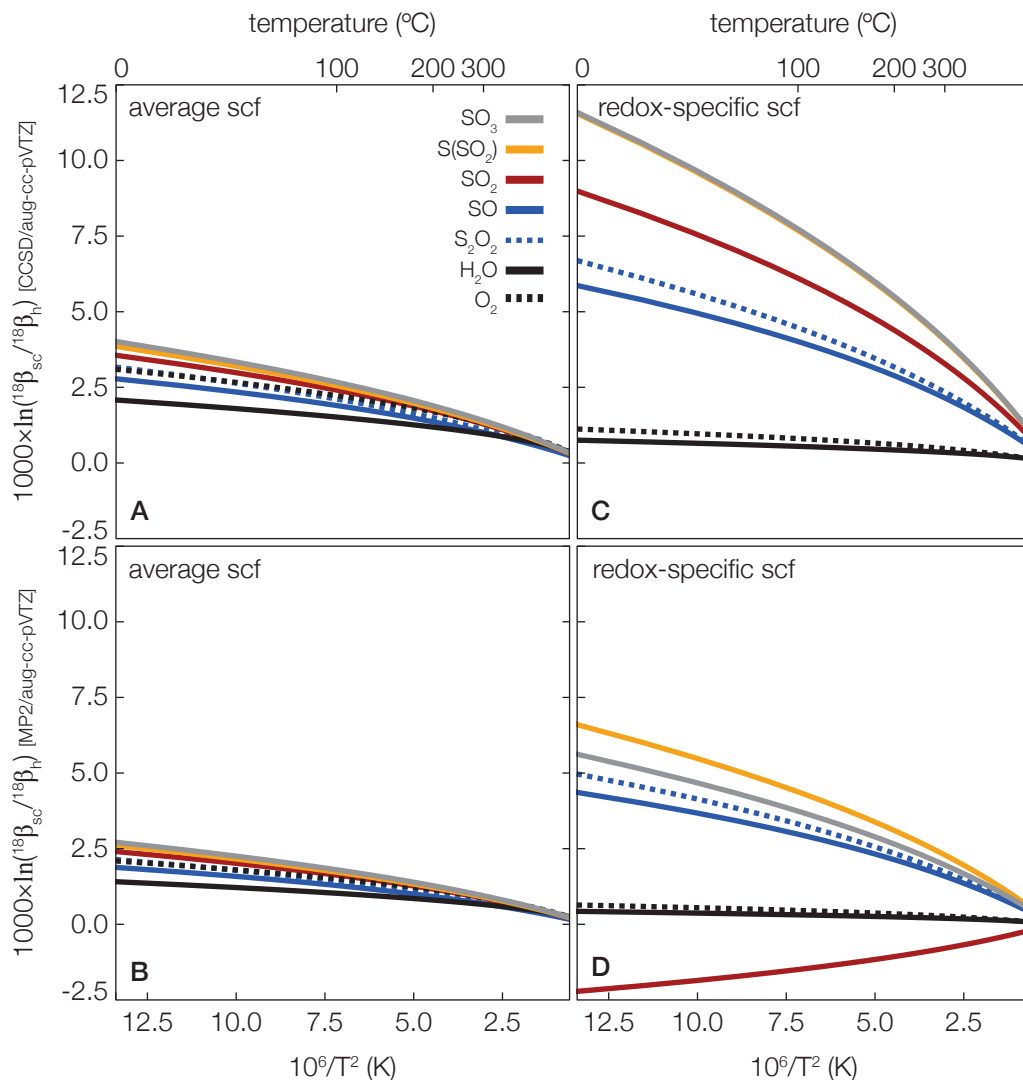 temperature (ºC) temperature (ºC)
0 100 200 300 0 100 200 300
12.5 average scf redox-specific scf
SO₃
S(SO₂)
SO₂
SO
S₂O₂
H₂O
O₂
10.0
7.5
5.0
2.5
0.0
-2.5
1000×ln(¹⁸β_sc/¹⁸β_h) [CCSD/aug-cc-pVTZ]
A C
12.5 average scf redox-specific scf
10.0
7.5
5.0
2.5
0.0
-2.5
1000×ln(¹⁸β_sc/¹⁸β_h) [MP2/aug-cc-pVTZ]
B D
12.5 10.0 7.5 5.0 2.5 12.5 10.0 7.5 5.0 2.5
10⁶/T² (K) 10⁶/T² (K)